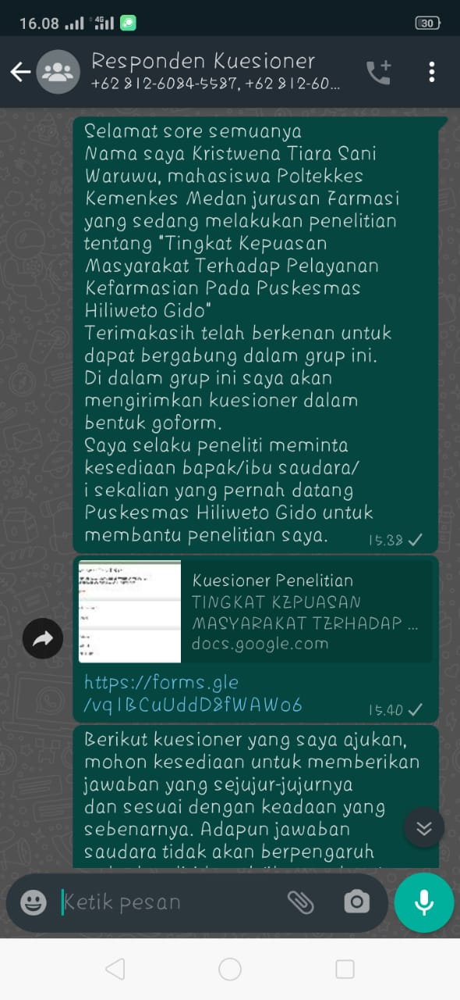 16.08 4G 30
Responden Kuesioner
+62 812-6084-5587, +62 812-60...
Selamat sore semuanya
Nama saya Kristwena Tiara Sani
Waruwu, mahasiswa Poltekkes
Kemenkes Medan jurusan Farmasi
yang sedang melakukan penelitian
tentang "Tingkat Kepuasan
Masyarakat Terhadap Pelayanan
Kefarmasian Pada Puskesmas
Hiliweto Gido"
Terimakasih telah berkenan untuk
dapat bergabung dalam grup ini.
Di dalam grup ini saya akan
mengirimkan kuesioner dalam
bentuk goform.
Saya selaku peneliti meminta
kesediaan bapak/ibu saudara/
i sekalian yang pernah datang
Puskesmas Hiliweto Gido untuk
membantu penelitian saya. 15.38
Kuesioner Penelitian
TINGKAT KEPUASAN
MASYARAKAT TERHADAP ...
docs.google.com
https://forms.gle
/vq1BCuUddD8fWAWo6 15.40
Berikut kuesioner yang saya ajukan,
mohon kesediaan untuk memberikan
jawaban yang sejujur-jujurnya
dan sesuai dengan keadaan yang
sebenarnya. Adapun jawaban
saudara tidak akan berpengaruh
Ketik pesan